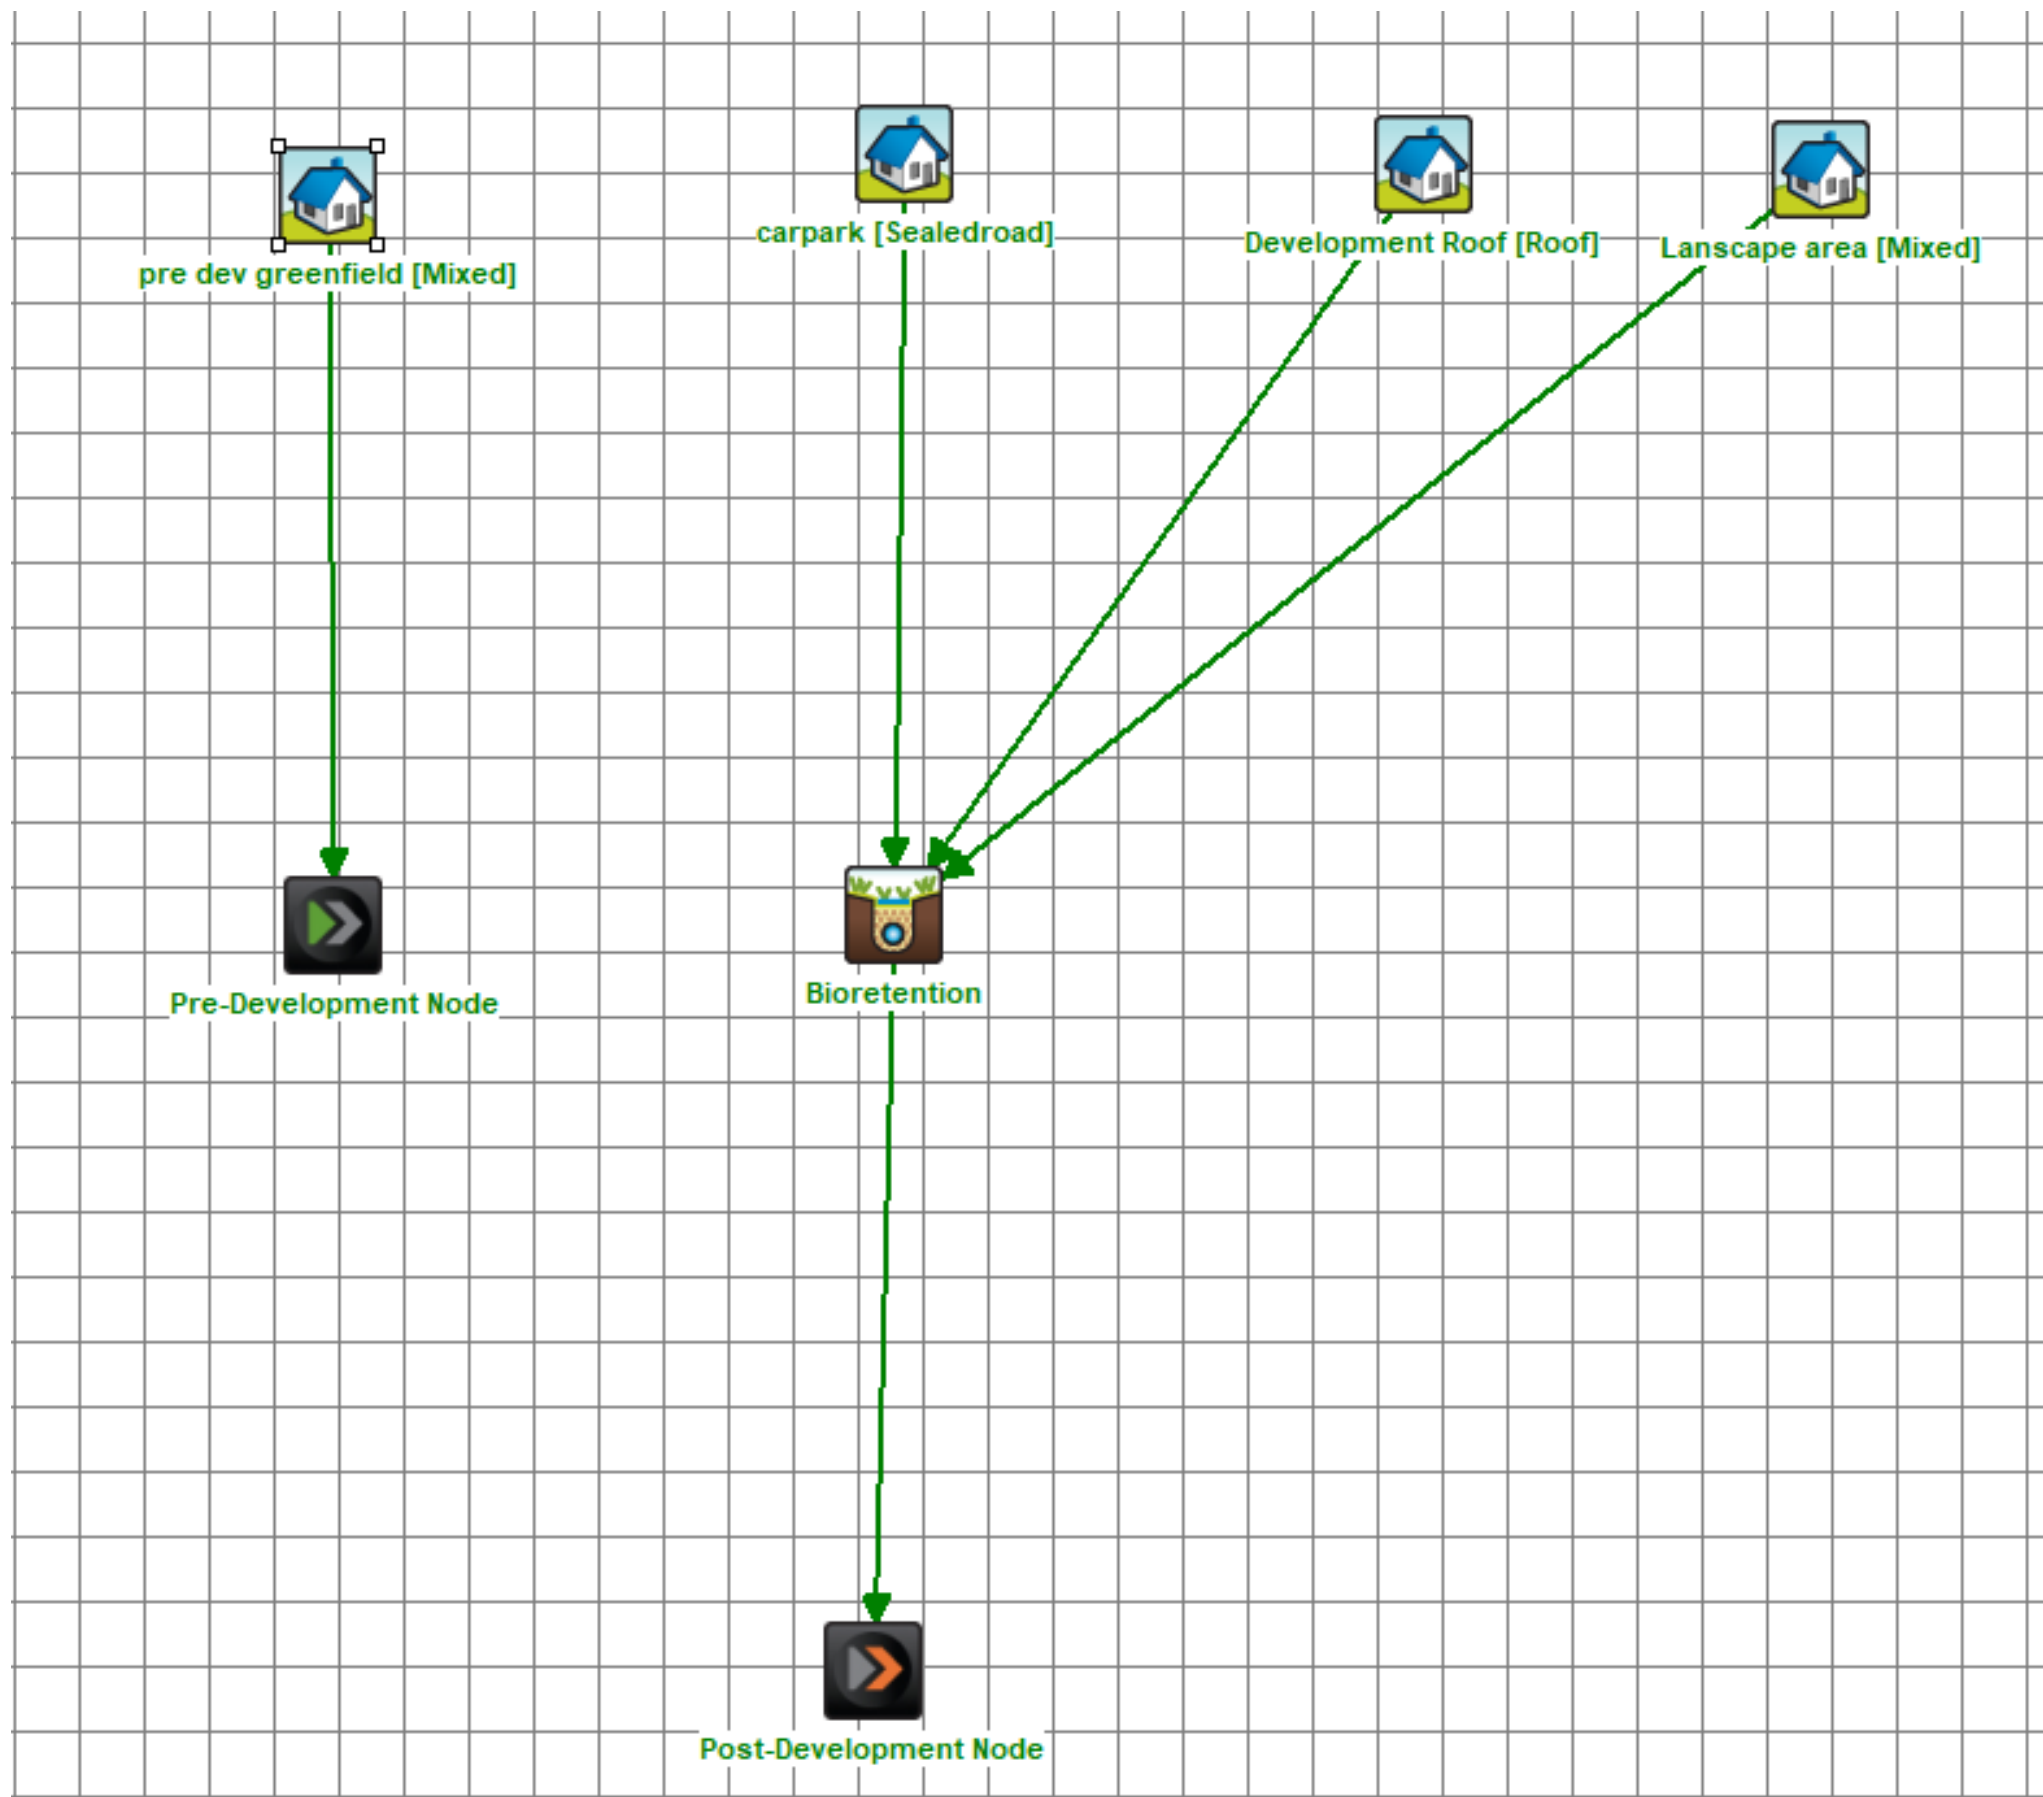 carpark [Sealedroad]
Development Roof [Roof]
Lanscape area [Mixed]
pre dev greenfield [Mixed]
Bioretention
Pre-Development Node
Post-Development Node